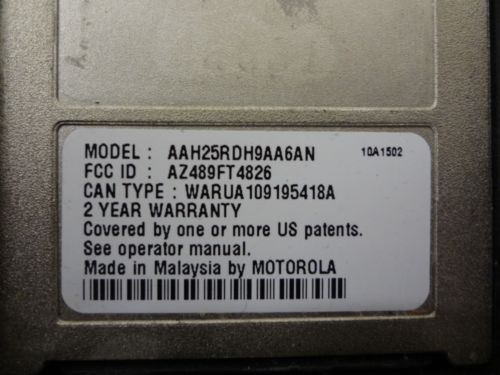 MODEL : AAH25RDH9AA6AN 10A1502
FCC ID : AZ489FT4826
CAN TYPE : WARUA109195418A
2 YEAR WARRANTY
Covered by one or more US patents.
See operator manual.
Made in Malaysia by MOTOROLA